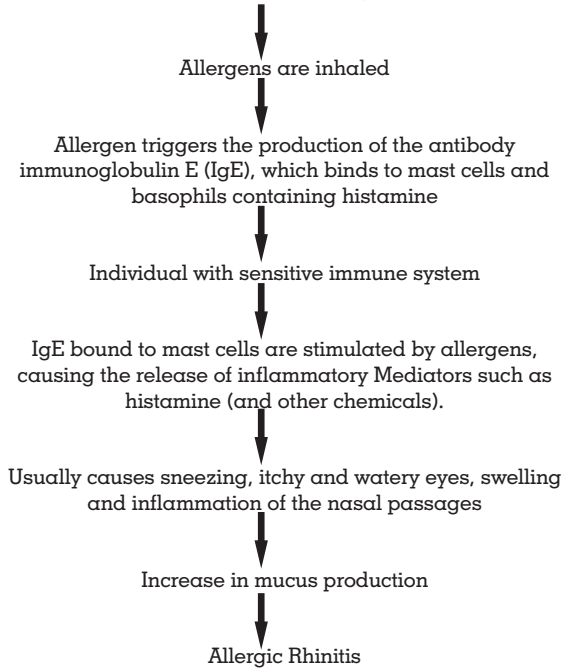 Allergens are inhaled
Allergen triggers the production of the antibody
immunoglobulin E (IgE), which binds to mast cells and
basophils containing histamine
Individual with sensitive immune system
IgE bound to mast cells are stimulated by allergens,
causing the release of inflammatory Mediators such as
histamine (and other chemicals).
Usually causes sneezing, itchy and watery eyes, swelling
and inflammation of the nasal passages
Increase in mucus production
Allergic Rhinitis